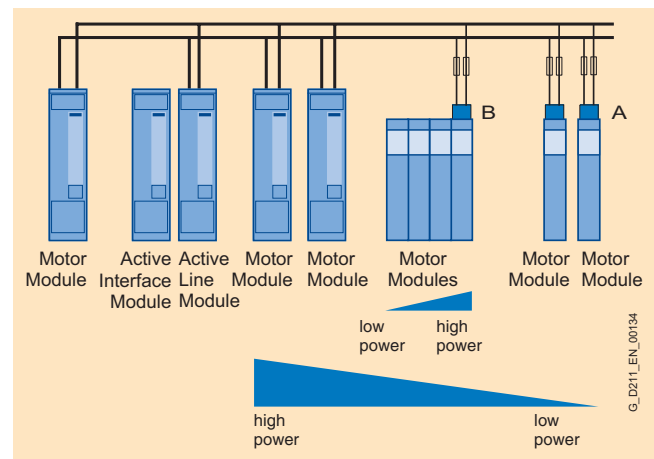 B
A
Motor
Module
Active
Interface
Module
Active
Line
Module
Motor
Module
Motor
Module
Motor
Modules
Motor
Module
Motor
Module
low
power
high
power
high
power
low
power
G_D211_EN_00134